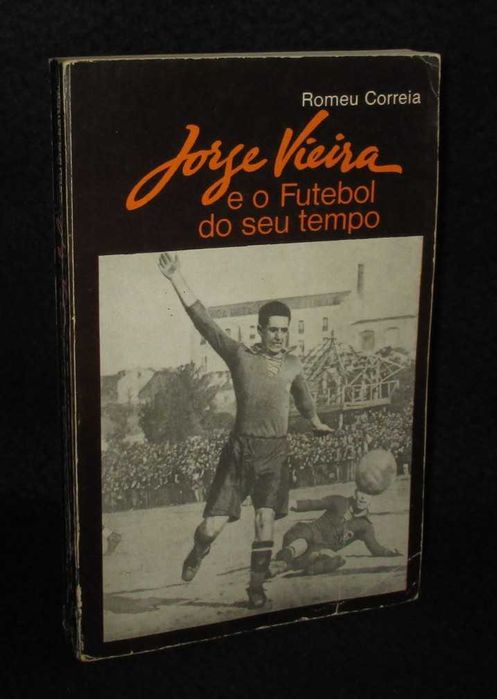 Romeu Correia
Jorge Vieira
e o Futebol
do seu tempo